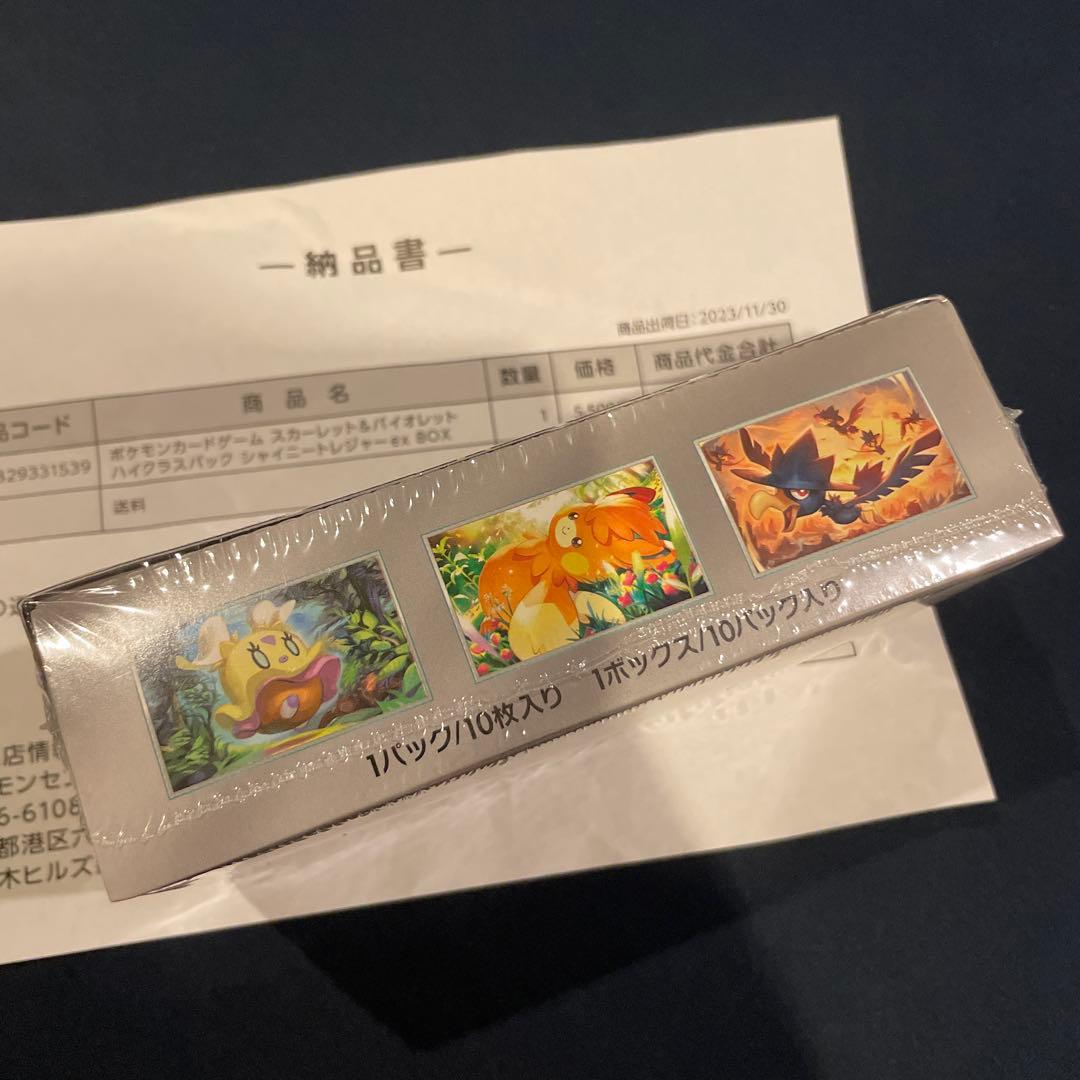 ―納品書―
商品出荷日:2023/11/30
品コード
商品名
数量
価格
商品代金合計
829331539
ポケモンカードゲーム スカーレット&バイオレット
ハイクラスパック シャイニートレジャーex BOX
1
送料
1パック/10枚入り 1ボックス/10パック入り
店情
モンセ
6-6108
都港区六
木ヒルズ